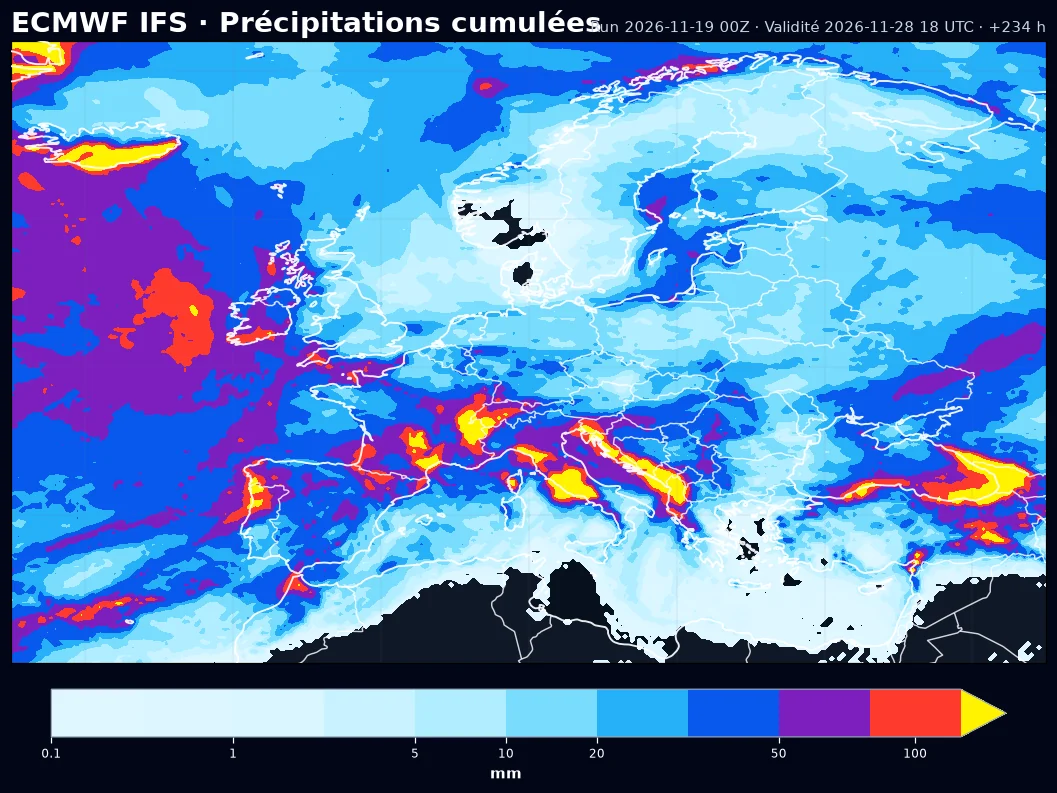 ECMWF IFS · Précipitations cumulées
Run 2026-11-19 00Z · Validité 2026-11-28 18 UTC · +234 h
0.1 1 5 10 20 50 100
mm